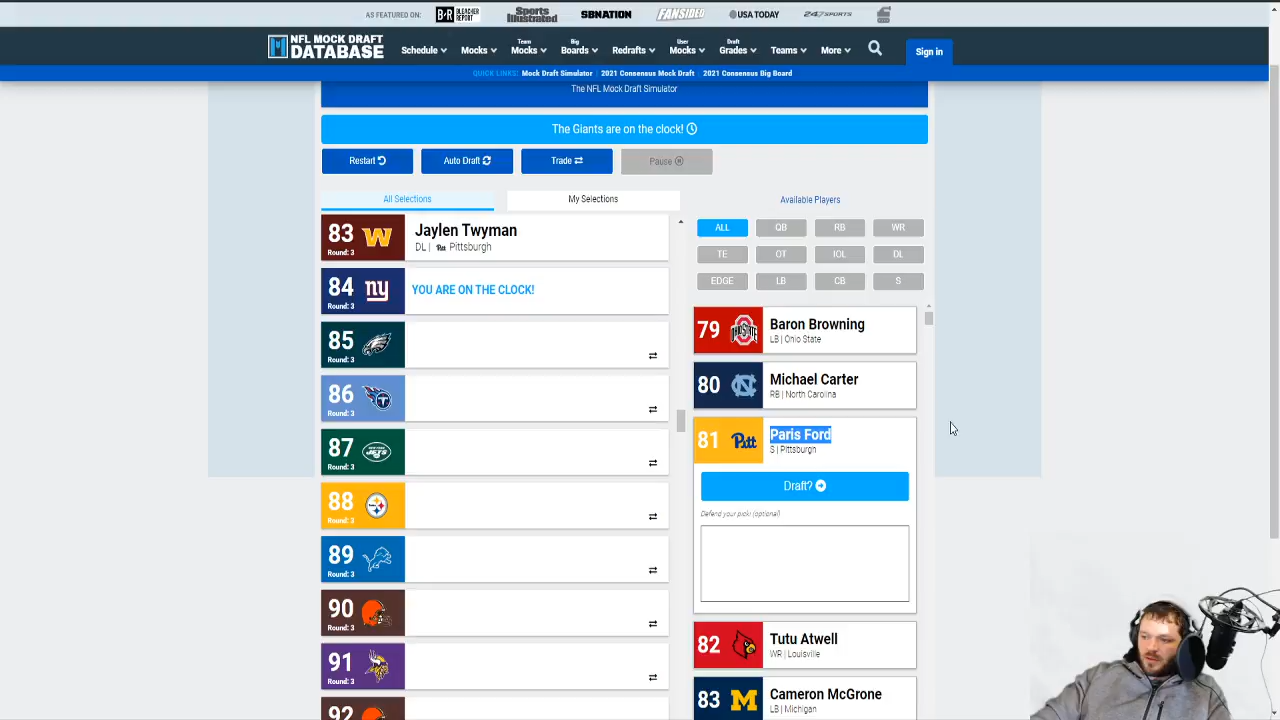 AS FEATURED ON: B/R BLEACHER REPORT Sports Illustrated SBNATION FANSIDED USA TODAY 247SPORTS
NFL MOCK DRAFT DATABASE
Schedule Mocks Team Mocks Big Boards Redrafts User Mocks Draft Grades Teams More Sign in
QUICK LINKS: Mock Draft Simulator | 2021 Consensus Mock Draft | 2021 Consensus Big Board
The NFL Mock Draft Simulator
The Giants are on the clock!
Restart Auto Draft Trade Pause
All Selections My Selections
83 Round: 3 W Jaylen Twyman
DL | Pitt Pittsburgh
84 Round: 3 ny YOU ARE ON THE CLOCK!
85 Round: 3
86 Round: 3
87 Round: 3 JETS
88 Round: 3
89 Round: 3
90 Round: 3
91 Round: 3
92
Available Players
ALL QB RB WR
TE OT IOL DL
EDGE LB CB S
79 OHIO STATE Baron Browning
LB | Ohio State
80 NC Michael Carter
RB | North Carolina
81 Pitt Paris Ford
S | Pittsburgh
Draft?
Defend your pick! (optional)
82 Tutu Atwell
WR | Louisville
83 M Cameron McGrone
LB | Michigan